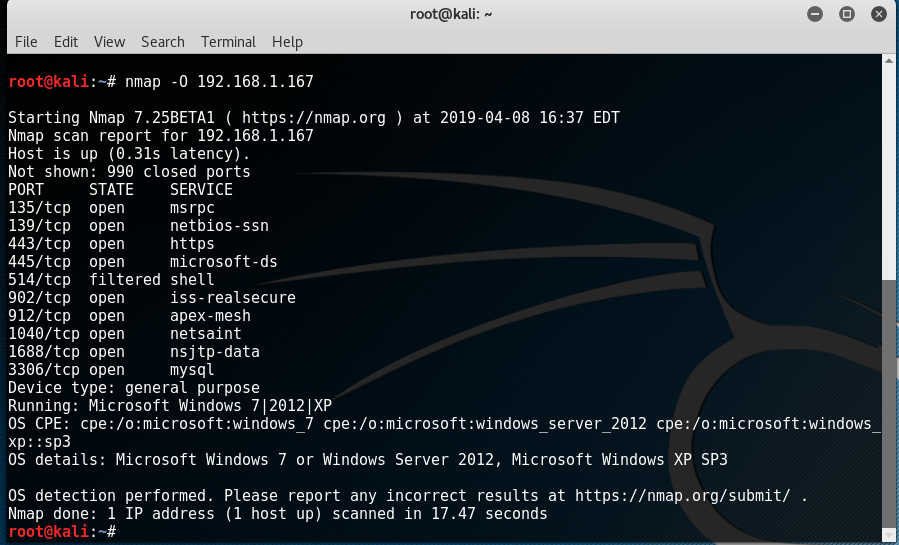 root@kali: ~
File Edit View Search Terminal Help
root@kali:~# nmap -O 192.168.1.167
Starting Nmap 7.25BETA1 ( https://nmap.org ) at 2019-04-08 16:37 EDT
Nmap scan report for 192.168.1.167
Host is up (0.31s latency).
Not shown: 990 closed ports
PORT     STATE    SERVICE
135/tcp  open     msrpc
139/tcp  open     netbios-ssn
443/tcp  open     https
445/tcp  open     microsoft-ds
514/tcp  filtered shell
902/tcp  open     iss-realsecure
912/tcp  open     apex-mesh
1040/tcp open     netsaint
1688/tcp open     nsjtp-data
3306/tcp open     mysql
Device type: general purpose
Running: Microsoft Windows 7|2012|XP
OS CPE: cpe:/o:microsoft:windows_7 cpe:/o:microsoft:windows_server_2012 cpe:/o:microsoft:windows_
xp::sp3
OS details: Microsoft Windows 7 or Windows Server 2012, Microsoft Windows XP SP3
OS detection performed. Please report any incorrect results at https://nmap.org/submit/ .
Nmap done: 1 IP address (1 host up) scanned in 17.47 seconds
root@kali:~#